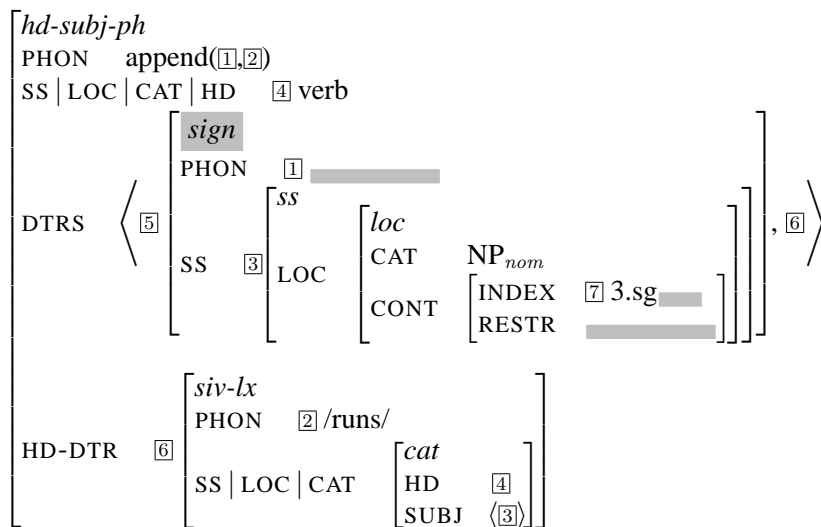 hd-subj-ph
PHON append(1,2)
SS | LOC | CAT | HD 4 verb
sign
PHON 1
ss
loc
CAT NP_nom
DTRS ⟨ 5 SS 3 LOC , 6 ⟩
CONT INDEX 7 3.sg
RESTR
siv-lx
PHON 2 /runs/
cat
HD-DTR 6 SS | LOC | CAT HD 4
SUBJ ⟨3⟩